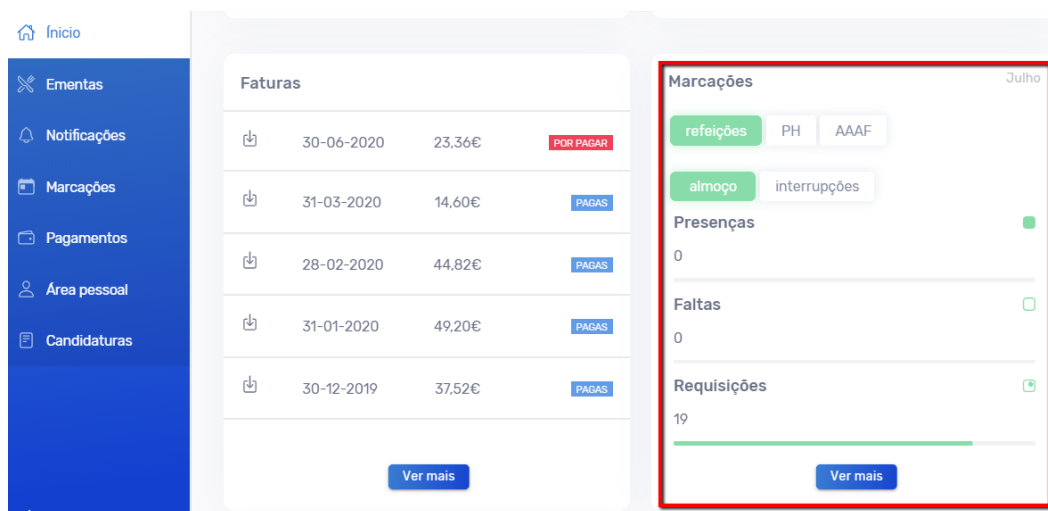 Ínicio
Ementas
Notificações
Marcações
Pagamentos
Área pessoal
Candidaturas
Faturas
30-06-2020 23,36€ POR PAGAR
31-03-2020 14,60€ PAGAS
28-02-2020 44,82€ PAGAS
31-01-2020 49,20€ PAGAS
30-12-2019 37,52€ PAGAS
Ver mais
Marcações Julho
refeições PH AAAF
almoço interrupções
Presenças
0
Faltas
0
Requisições
19
Ver mais